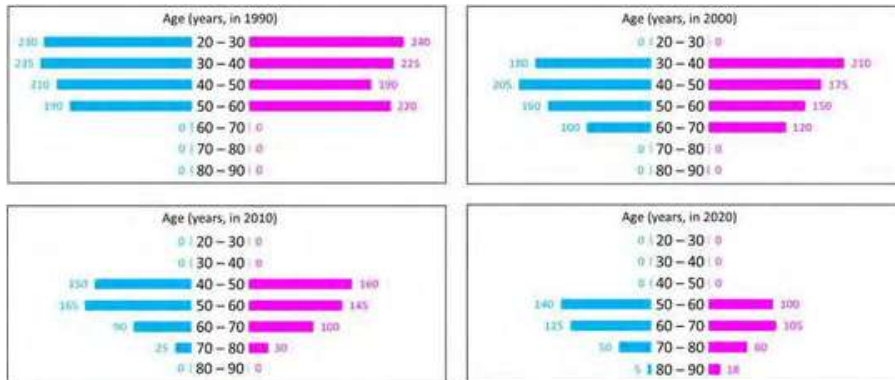 Age (years, in 1990)
230 20 – 30 240
235 30 – 40 225
210 40 – 50 190
190 50 – 60 220
0 60 – 70 0
0 70 – 80 0
0 80 – 90 0
Age (years, in 2000)
0 20 – 30 0
180 30 – 40 210
205 40 – 50 175
160 50 – 60 150
100 60 – 70 120
0 70 – 80 0
0 80 – 90 0
Age (years, in 2010)
0 20 – 30 0
0 30 – 40 0
150 40 – 50 160
165 50 – 60 145
90 60 – 70 100
25 70 – 80 30
0 80 – 90 0
Age (years, in 2020)
0 20 – 30 0
0 30 – 40 0
0 40 – 50 0
140 50 – 60 100
125 60 – 70 105
50 70 – 80 60
5 80 – 90 18